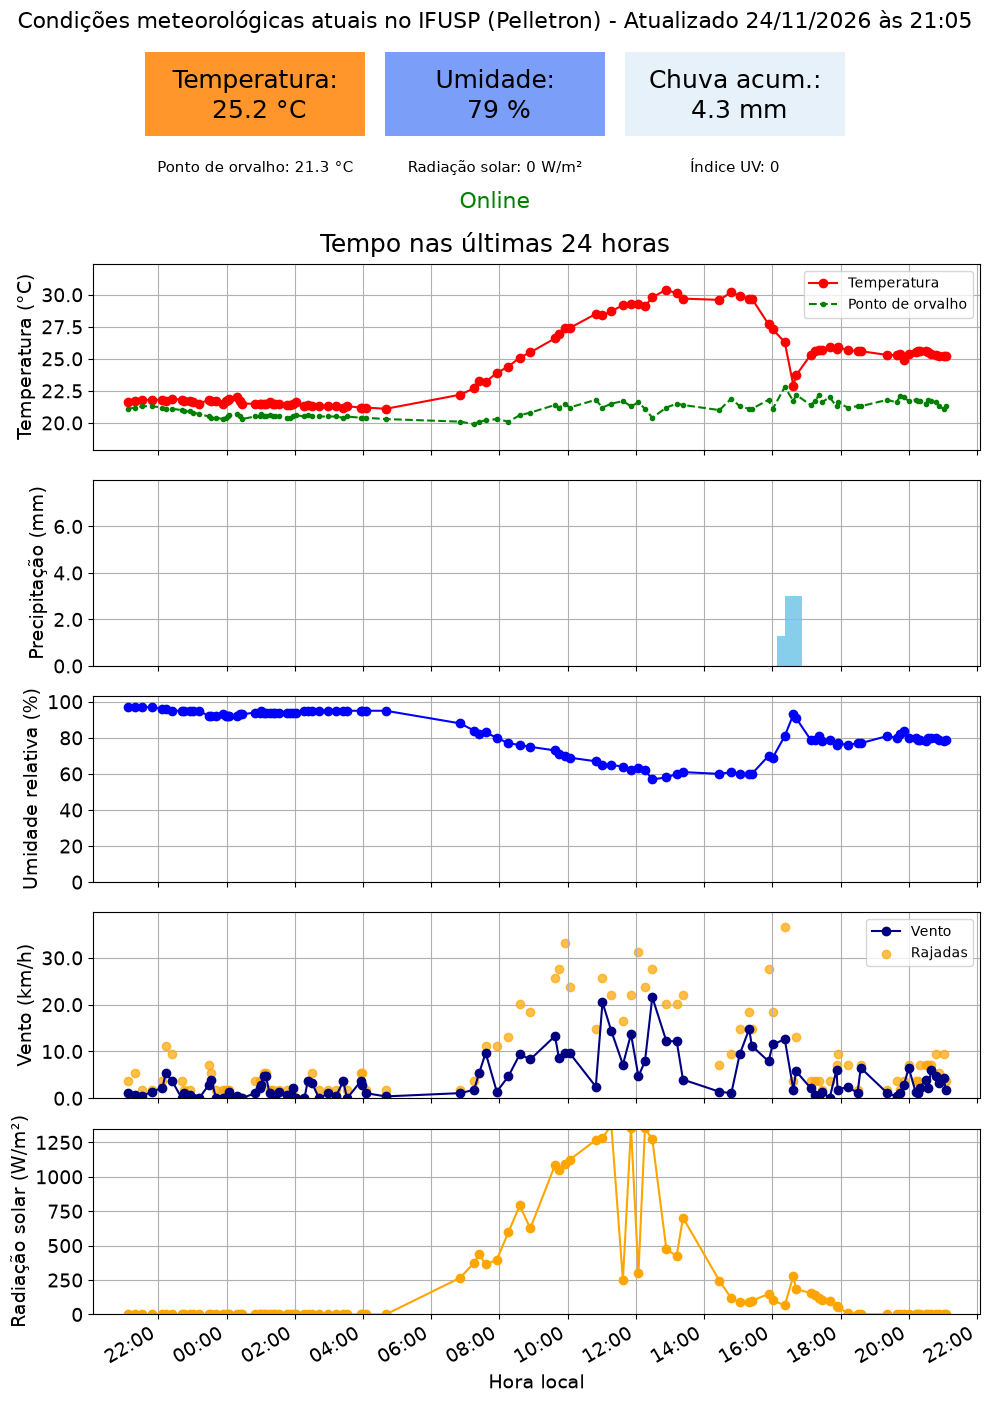 Condições meteorológicas atuais no IFUSP (Pelletron) - Atualizado 24/11/2026 às 21:05
Temperatura:
25.2 °C
Umidade:
79 %
Chuva acum.:
4.3 mm
Ponto de orvalho: 21.3 °C
Radiação solar: 0 W/m²
Índice UV: 0
Online
Tempo nas últimas 24 horas
Temperatura (°C)
30.0
27.5
25.0
22.5
20.0
Temperatura
Ponto de orvalho
Precipitação (mm)
6.0
4.0
2.0
0.0
Umidade relativa (%)
100
80
60
40
20
0
Vento (km/h)
30.0
20.0
10.0
0.0
Vento
Rajadas
Radiação solar (W/m²)
1250
1000
750
500
250
0
22:00
00:00
02:00
04:00
06:00
08:00
10:00
12:00
14:00
16:00
18:00
20:00
22:00
Hora local